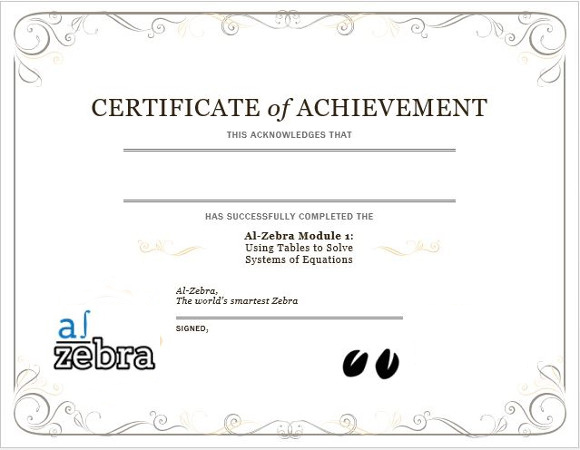 CERTIFICATE of ACHIEVEMENT
THIS ACKNOWLEDGES THAT
HAS SUCCESSFULLY COMPLETED THE
Al-Zebra Module 1:
Using Tables to Solve
Systems of Equations
Al-Zebra,
The world's smartest Zebra
SIGNED,
al
zebra